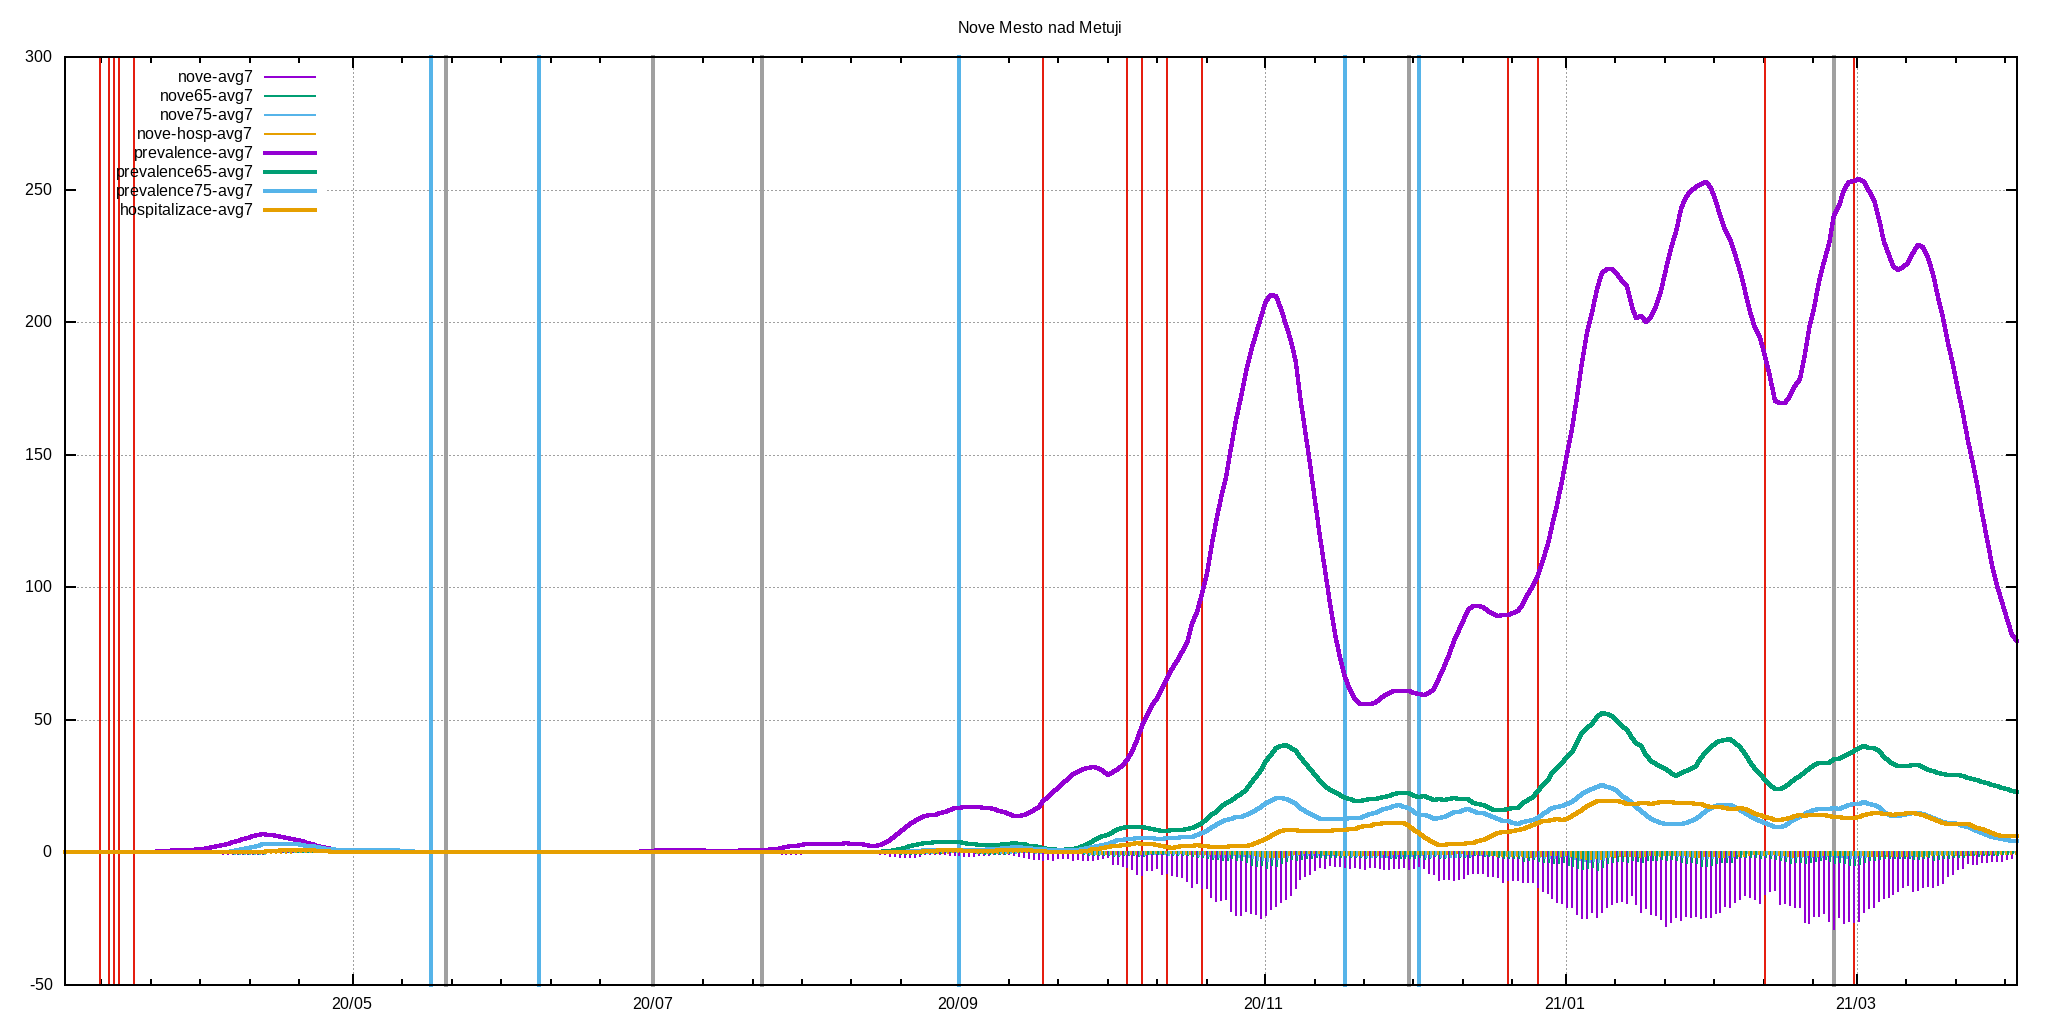 Nove Mesto nad Metuji
300
250
200
150
100
50
0
-50
nove-avg7
nove65-avg7
nove75-avg7
nove-hosp-avg7
prevalence-avg7
prevalence65-avg7
prevalence75-avg7
hospitalizace-avg7
20/05
20/07
20/09
20/11
21/01
21/03